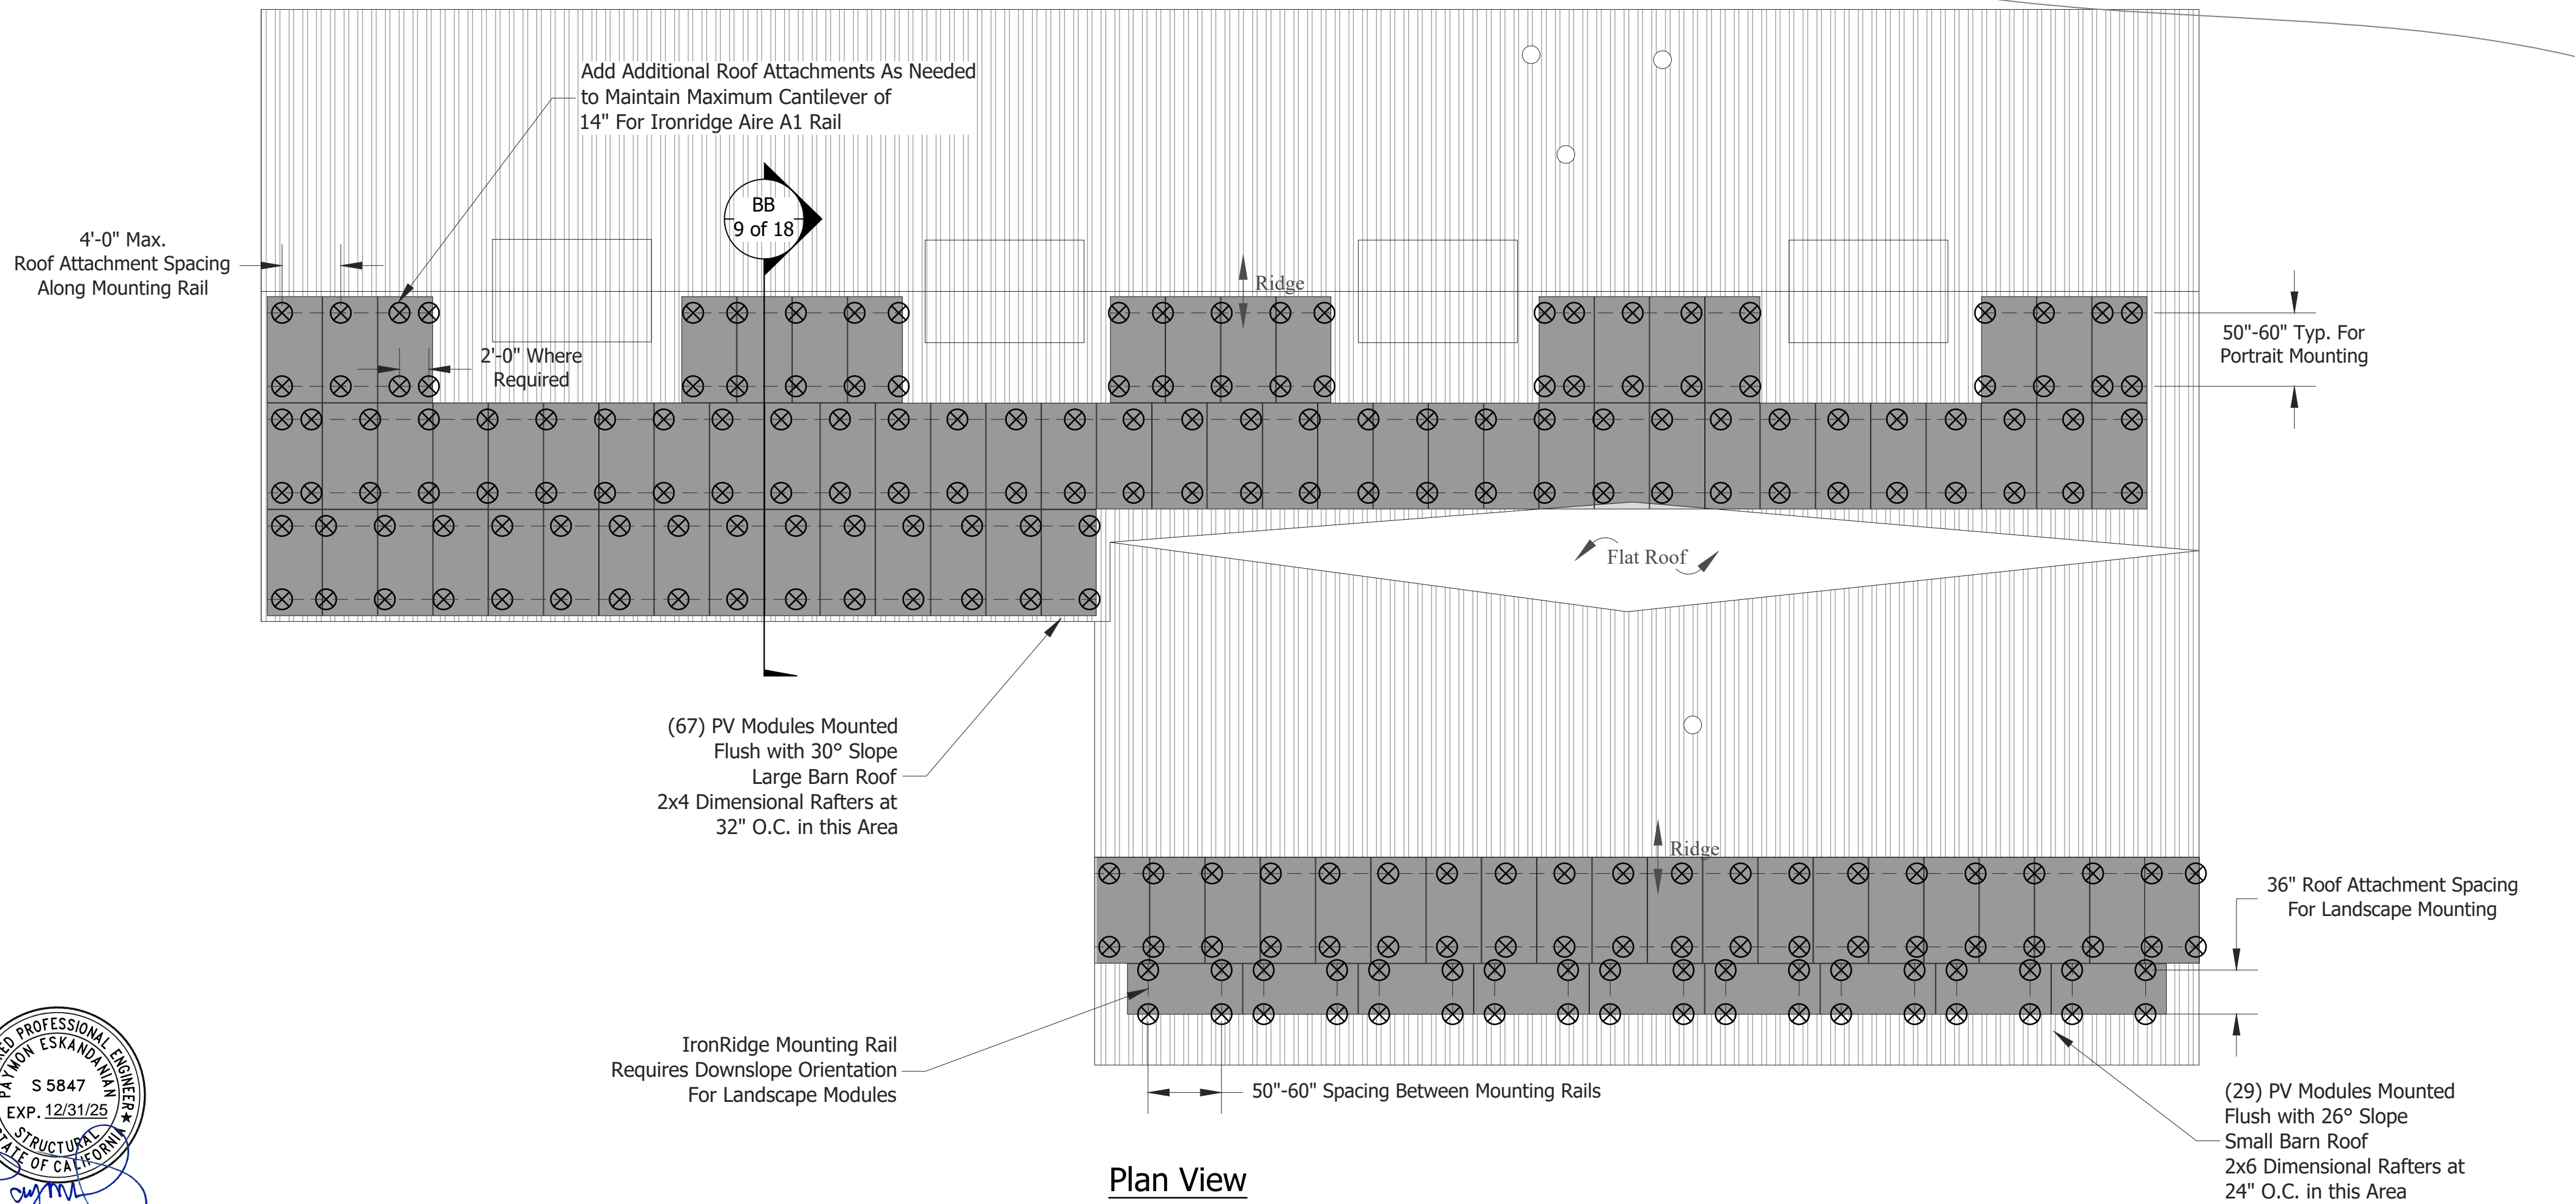 Add Additional Roof Attachments As Needed
to Maintain Maximum Cantilever of
14" For Ironridge Aire A1 Rail
BB
9 of 18
4'-0" Max.
Roof Attachment Spacing
Along Mounting Rail
Ridge
2'-0" Where
Required
50"-60" Typ. For
Portrait Mounting
Flat Roof
(67) PV Modules Mounted
Flush with 30° Slope
Large Barn Roof
2x4 Dimensional Rafters at
32" O.C. in this Area
Ridge
36" Roof Attachment Spacing
For Landscape Mounting
IronRidge Mounting Rail
Requires Downslope Orientation
For Landscape Modules
50"-60" Spacing Between Mounting Rails
(29) PV Modules Mounted
Flush with 26° Slope
Small Barn Roof
2x6 Dimensional Rafters at
24" O.C. in this Area
PROFESSIONAL ENGINEER
PAYMON ESKANDANIAN
S 5847
EXP. 12/31/25
STRUCTURAL
STATE OF CALIFORNIA
Plan View